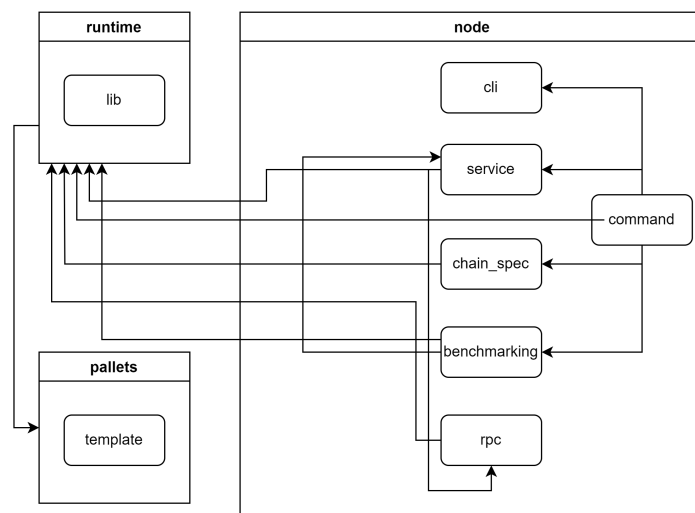 runtime
node
lib
cli
service
command
chain_spec
benchmarking
pallets
template
rpc